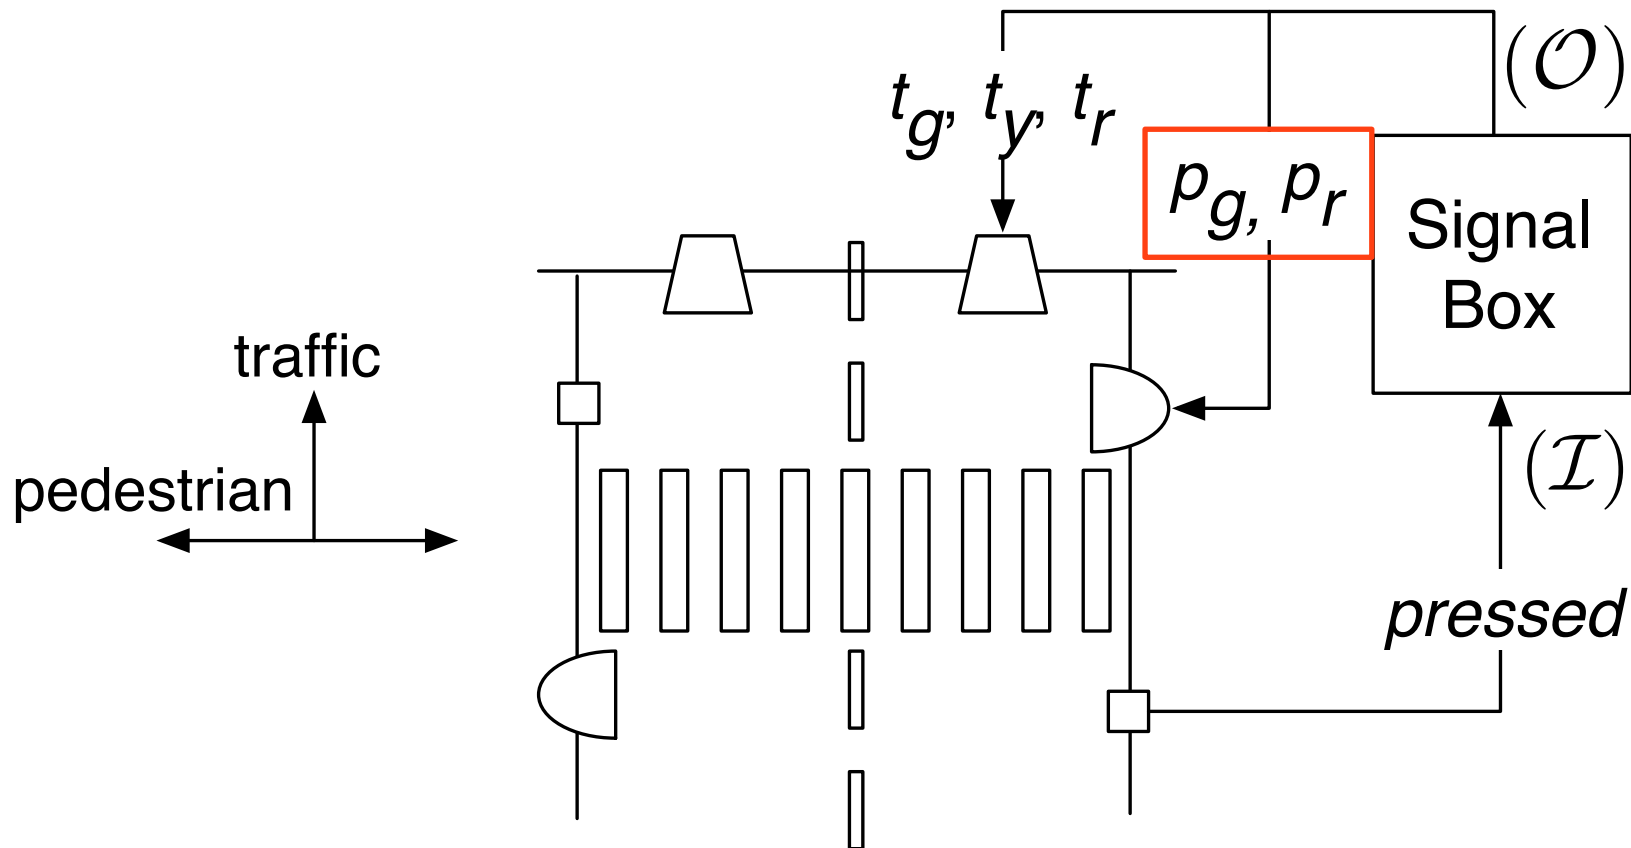 (𝒪)
t_g, t_y, t_r
p_g, p_r
Signal
Box
traffic
pedestrian
(ℐ)
pressed